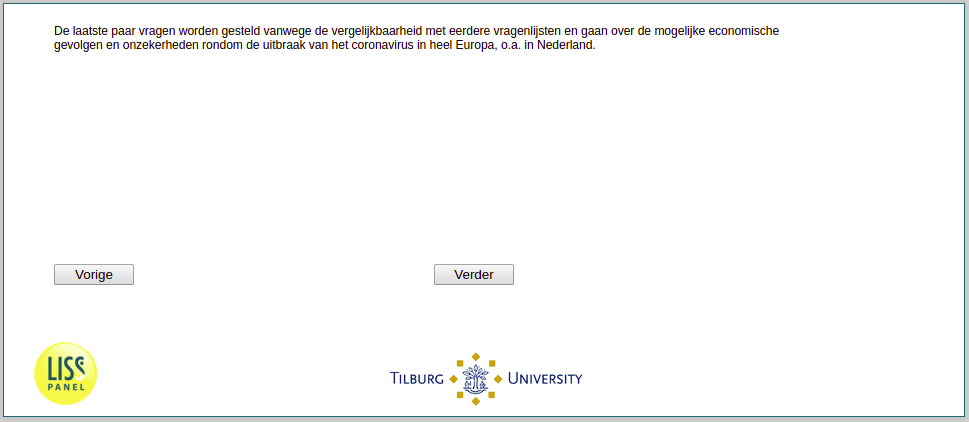 De laatste paar vragen worden gesteld vanwege de vergelijkbaarheid met eerdere vragenlijsten en gaan over de mogelijke economische
gevolgen en onzekerheden rondom de uitbraak van het coronavirus in heel Europa, o.a. in Nederland.
Vorige
Verder
LISS
PANEL
TILBURG UNIVERSITY